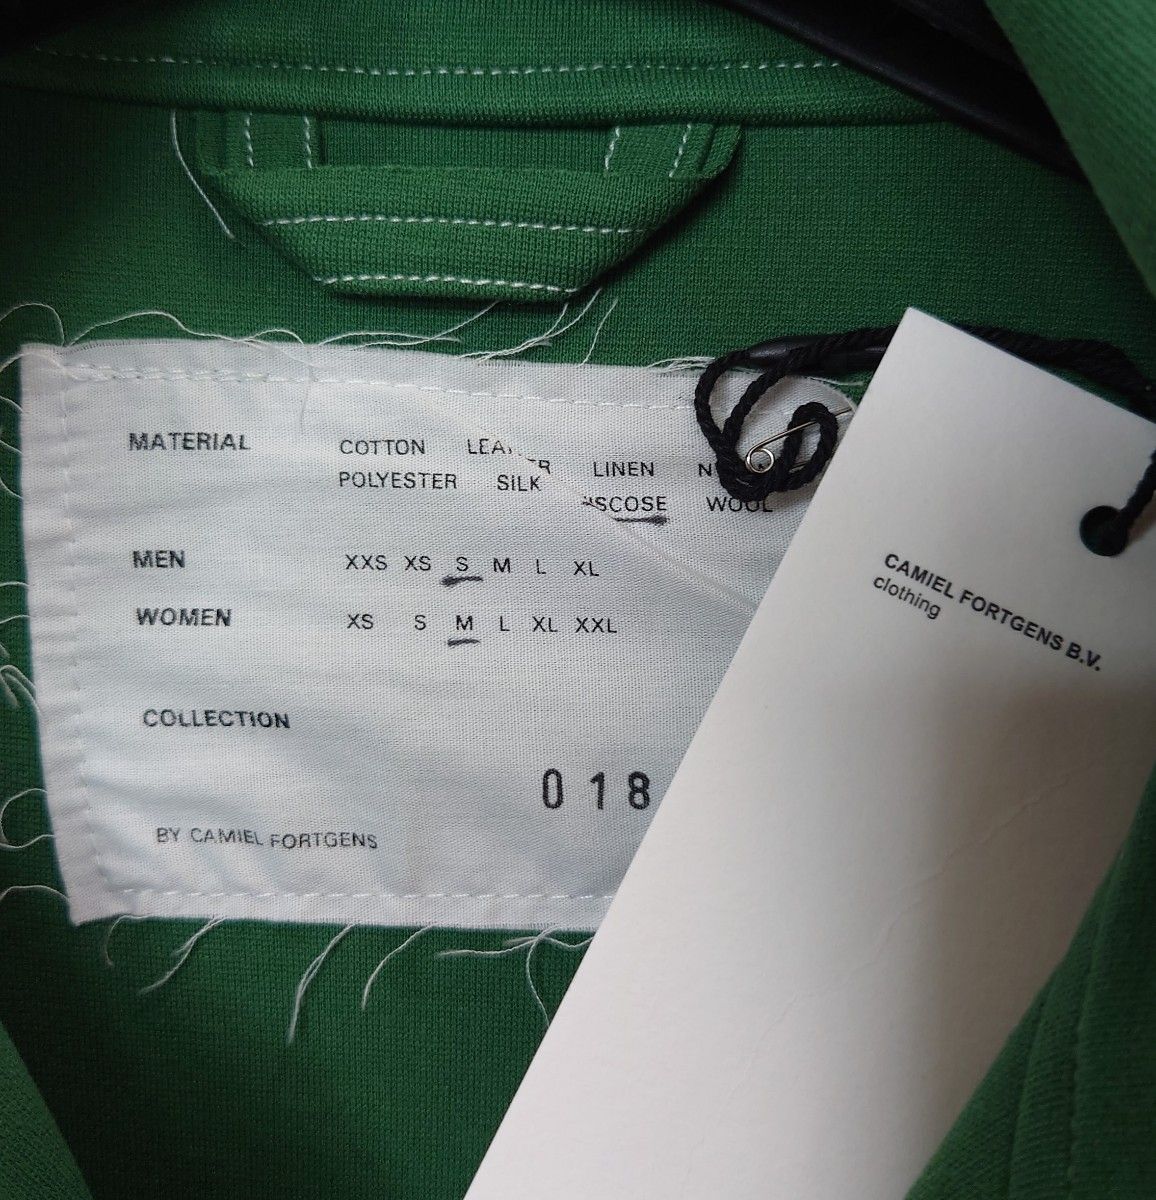 MATERIAL COTTON
POLYESTER SILK LINEN
WOOL
MEN XXS XS S M L XL
WOMEN XS S M L XL XXL
COLLECTION
018
BY CAMIEL FORTGENS
CAMIEL FORTGENS B.V.
clothing